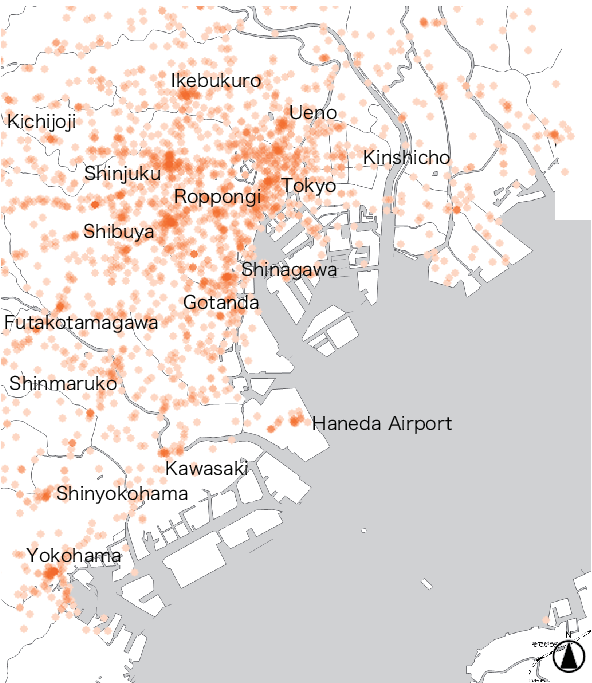 Ikebukuro
Ueno
Kichijoji
Kinshicho
Shinjuku
Tokyo
Roppongi
Shibuya
Shinagawa
Gotanda
Futakotamagawa
Shinmaruko
Haneda Airport
Kawasaki
Shinyokohama
Yokohama
N